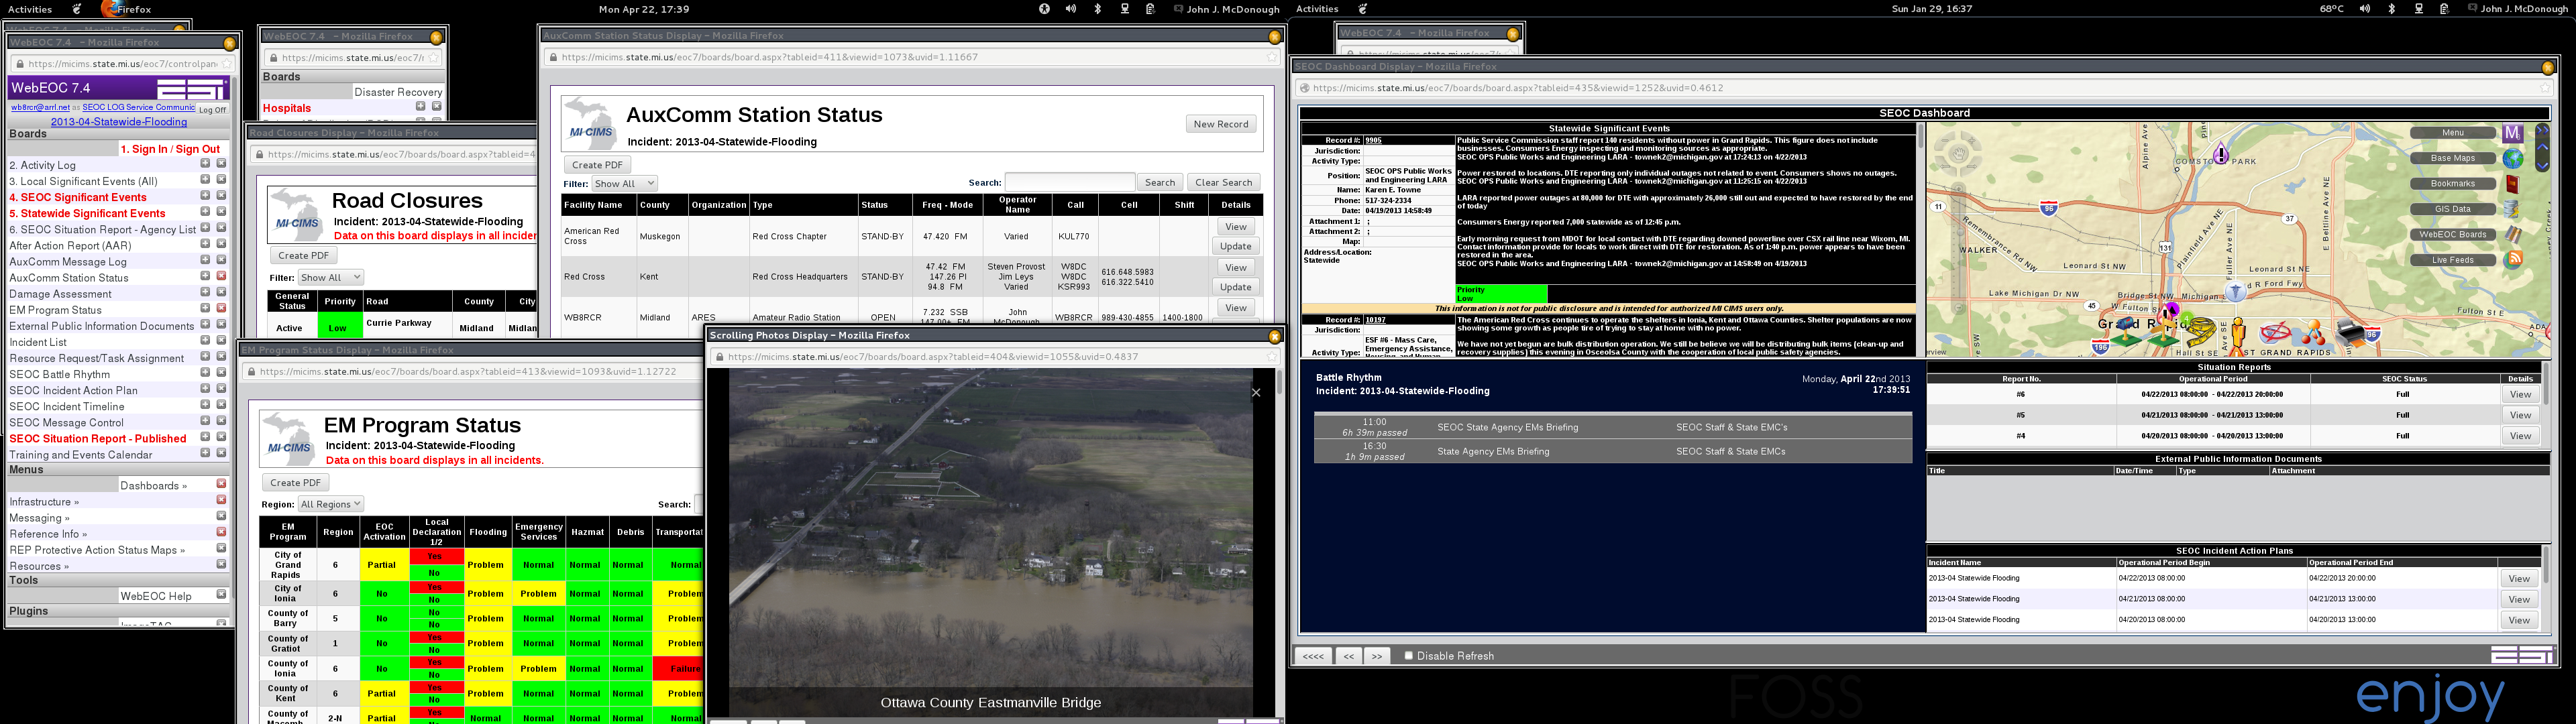 Activities
Firefox
Mon Apr 22, 17:39
John J. McDonough
Activities
Sun Jan 29, 16:37
68°C
John J. McDonough
WebEOC 7.4 - Mozilla Firefox
https://micims.state.mi.us/eoc7/controlpan
WebEOC 7.4
ESi
wb8rcr@arrl.net as SEOC LOG Service Communic
Log Off
2013-04-Statewide-Flooding
Boards
1. Sign In / Sign Out
2. Activity Log
3. Local Significant Events (All)
4. SEOC Significant Events
5. Statewide Significant Events
6. SEOC Situation Report - Agency List
After Action Report (AAR)
AuxComm Message Log
AuxComm Station Status
Damage Assessment
EM Program Status
External Public Information Documents
Incident List
Resource Request/Task Assignment
SEOC Battle Rhythm
SEOC Incident Action Plan
SEOC Incident Timeline
SEOC Message Control
SEOC Situation Report - Published
Training and Events Calendar
Menus
Dashboards »
Infrastructure »
Messaging »
Reference Info »
REP Protective Action Status Maps »
Resources »
Tools
WebEOC Help
Plugins
WebEOC 7.4 - Mozilla Firefox
https://micims.state.mi.us/eoc7/
Boards
Disaster Recovery
Hospitals
Road Closures Display - Mozilla Firefox
https://micims.state.mi.us/eoc7/boards/board.aspx?tableid=4
MI-CIMS
Road Closures
Incident: 2013-04-Statewide-Flooding
Data on this board displays in all inciden
Create PDF
Filter: Show All
General Status Priority Road County City
Active Low Currie Parkway Midland Midlan
EM Program Status Display - Mozilla Firefox
https://micims.state.mi.us/eoc7/boards/board.aspx?tableid=413&viewid=1093&uvid=1.12722
MI-CIMS
EM Program Status
Incident: 2013-04-Statewide-Flooding
Data on this board displays in all incidents.
Create PDF
Region: All Regions
Search:
EM Program Region EOC Activation Local Declaration 1/2 Flooding Emergency Services Hazmat Debris Transportat
City of Grand Rapids 6 Partial Yes No Problem Normal Normal Normal Normal
City of Ionia 6 No Yes No Problem Problem Normal Normal Problem
County of Barry 5 No No No Problem Normal Normal Normal Problem
County of Gratiot 1 No Yes No Problem Normal Normal Normal Problem
County of Ionia 6 No Yes No Problem Problem Normal Normal Failure
County of Kent 6 Partial Yes No Problem Normal Normal Normal Problem
County of 2-N Partial Yes No Normal Normal Normal Normal Normal
AuxComm Station Status Display - Mozilla Firefox
https://micims.state.mi.us/eoc7/boards/board.aspx?tableid=411&viewid=1073&uvid=1.11667
MI-CIMS
AuxComm Station Status
Incident: 2013-04-Statewide-Flooding
New Record
Create PDF
Filter: Show All
Search:
Search
Clear Search
Facility Name County Organization Type Status Freq - Mode Operator Name Call Cell Shift Details
American Red Cross Muskegon Red Cross Chapter STAND-BY 47.420 FM Varied KUL770 View Update
Red Cross Kent Red Cross Headquarters STAND-BY 47.42 FM 147.26 PI 94.8 FM Steven Provost Jim Leys Varied W8DC W8DC KSR993 616.648.5983 616.322.5410 View Update
WB8RCR Midland ARES Amateur Radio Station OPEN 7.232 SSB John McDonough WB8RCR 989-430-4855 1400-1800 View
Scrolling Photos Display - Mozilla Firefox
https://micims.state.mi.us/eoc7/boards/board.aspx?tableid=404&viewid=1055&uvid=0.4837
Ottawa County Eastmanville Bridge
WebEOC 7.4 - Mozilla Firefox
SEOC Dashboard Display - Mozilla Firefox
https://micims.state.mi.us/eoc7/boards/board.aspx?tableid=435&viewid=1252&uvid=0.4612
SEOC Dashboard
Statewide Significant Events
Record #: 9905
Jurisdiction:
Activity Type:
Position: SEOC OPS Public Works and Engineering LARA
Name: Karen E. Towne
Phone: 517-324-2334
Date: 04/19/2013 14:58:49
Attachment 1: ;
Attachment 2: ;
Map:
Address/Location: Statewide
Public Service Commission staff report 140 residents without power in Grand Rapids. This figure does not include
businesses. Consumers Energy inspecting and monitoring sources as appropriate.
SEOC OPS Public Works and Engineering LARA - townek2@michigan.gov at 17:24:13 on 4/22/2013
Power restored to locations. DTE reporting only individual outages not related to event. Consumers shows no outages.
SEOC OPS Public Works and Engineering LARA - townek2@michigan.gov at 11:25:15 on 4/22/2013
LARA reported power outages at 80,000 for DTE with approximately 26,000 still out and expected to have restored by the end
of today
Consumers Energy reported 7,000 statewide as of 12:45 p.m.
Early morning request from MDOT for local contact with DTE regarding downed powerline over CSX rail line near Wixom, MI.
Contact information provide for locals to work direct with DTE for restoration. As of 1:40 p.m. power appears to have been
restored in the area.
SEOC OPS Public Works and Engineering LARA - townek2@michigan.gov at 14:58:49 on 4/19/2013
Priority
Low
This information is not for public disclosure and is intended for authorized MI CIMS users only.
Record #: 10197
Jurisdiction:
Activity Type: ESF #6 - Mass Care, Emergency Assistance,
The American Red Cross continues to operate the shelters in Ionia, Kent and Ottawa Counties. Shelter populations are now
showing some growth as people tire of trying to stay at home with no power.
We have not yet begun are bulk distribution operation. We still be believe we will be distributing bulk items (clean-up and
recovery supplies) this evening in Osceolsa County with the cooperation of local public safety agencies.
Menu
Base Maps
Bookmarks
GIS Data
WebEOC Boards
Live Feeds
COMSTOCK PARK
WALKER
Remembrance Rd NW
Leonard St NW
Leonard St NE
Lake Michigan Dr NW
Bridge St NW
Michigan
W Fulton St
Grand Rapids
Hall St SE
EAST GRAND RAPIDS
Alpine Ave NW
Plainfield Ave NE
Fuller Ave NE
E Beltline Ave NE
d R Ford Fwy
11
96
37
131
45
196
96
Battle Rhythm
Incident: 2013-04-Statewide-Flooding
Monday, April 22nd 2013
17:39:51
11:00
6h 39m passed
SEOC State Agency EMs Briefing
SEOC Staff & State EMC's
16:30
1h 9m passed
State Agency EMs Briefing
SEOC Staff & State EMCs
Situation Reports
Report No. Operational Period SEOC Status Details
#6 04/22/2013 08:00:00 - 04/22/2013 20:00:00 Full View
#5 04/21/2013 08:00:00 - 04/21/2013 13:00:00 Full View
#4 04/20/2013 08:00:00 - 04/20/2013 13:00:00 Full View
External Public Information Documents
Title Date/Time Type Attachment
SEOC Incident Action Plans
Incident Name Operational Period Begin Operational Period End
2013-04 Statewide Flooding 04/22/2013 08:00:00 04/22/2013 20:00:00 View
2013-04 Statewide Flooding 04/21/2013 08:00:00 04/21/2013 13:00:00 View
2013-04 Statewide Flooding 04/20/2013 08:00:00 04/20/2013 13:00:00 View
<<<<
<<
>>
Disable Refresh
ESi
FOSS
enjoy